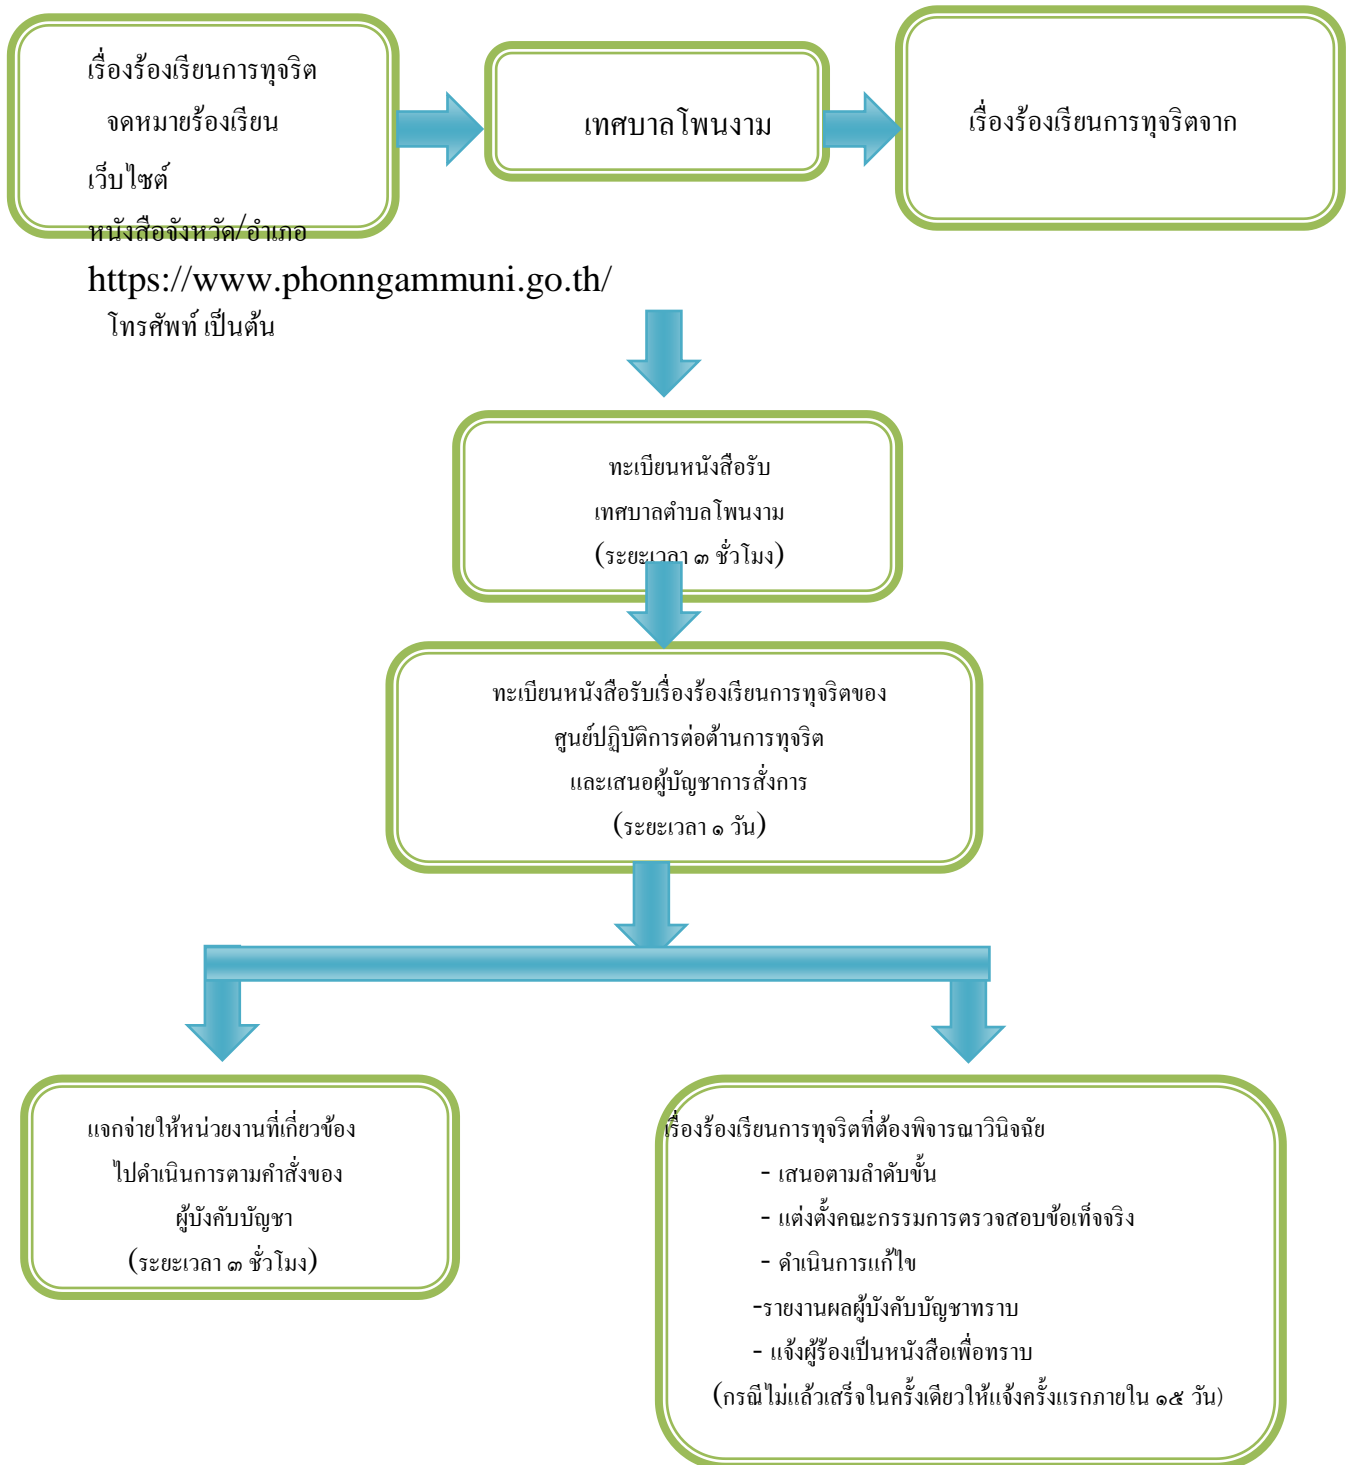 เรื่องร้องเรียนการทุจริต
จดหมายร้องเรียน
เว็บไซต์
หนังสือจังหวัด/อำเภอ
https://www.phonngammuni.go.th/
โทรศัพท์ เป็นต้น
เทศบาลโพนงาม
เรื่องร้องเรียนการทุจริตจาก
ทะเบียนหนังสือรับ
เทศบาลตำบลโพนงาม
(ระยะเวลา ๓ ชั่วโมง)
ทะเบียนหนังสือรับเรื่องร้องเรียนการทุจริตของ
ศูนย์ปฏิบัติการต่อต้านการทุจริต
และเสนอผู้บัญชาการสั่งการ
(ระยะเวลา ๑ วัน)
แจกจ่ายให้หน่วยงานที่เกี่ยวข้อง
ไปดำเนินการตามคำสั่งของ
ผู้บังคับบัญชา
(ระยะเวลา ๓ ชั่วโมง)
เรื่องร้องเรียนการทุจริตที่ต้องพิจารณาวินิจฉัย
- เสนอตามลำดับขั้น
- แต่งตั้งคณะกรรมการตรวจสอบข้อเท็จจริง
- ดำเนินการแก้ไข
-รายงานผลผู้บังคับบัญชาทราบ
- แจ้งผู้ร้องเป็นหนังสือเพื่อทราบ
(กรณีไม่แล้วเสร็จในครั้งเดียวให้แจ้งครั้งแรกภายใน ๑๕ วัน)